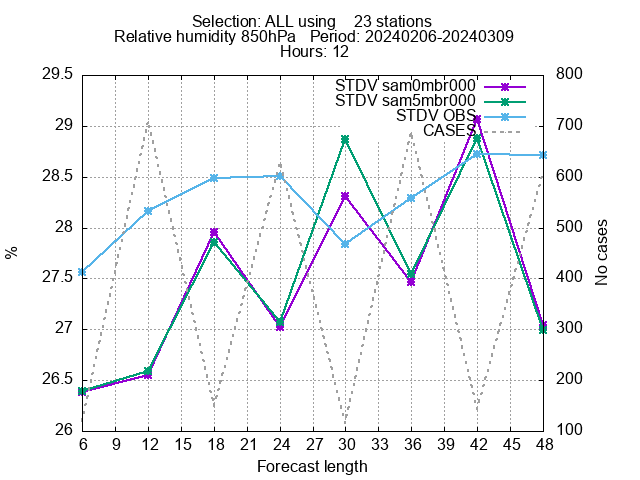 Selection: ALL using    23 stations
Relative humidity 850hPa   Period: 20240206-20240309
Hours: 12
STDV sam0mbr000
STDV sam5mbr000
STDV OBS
CASES
29.5
29
28.5
28
27.5
27
26.5
26
%
800
700
600
500
400
300
200
100
No cases
6 9 12 15 18 21 24 27 30 33 36 39 42 45 48
Forecast length